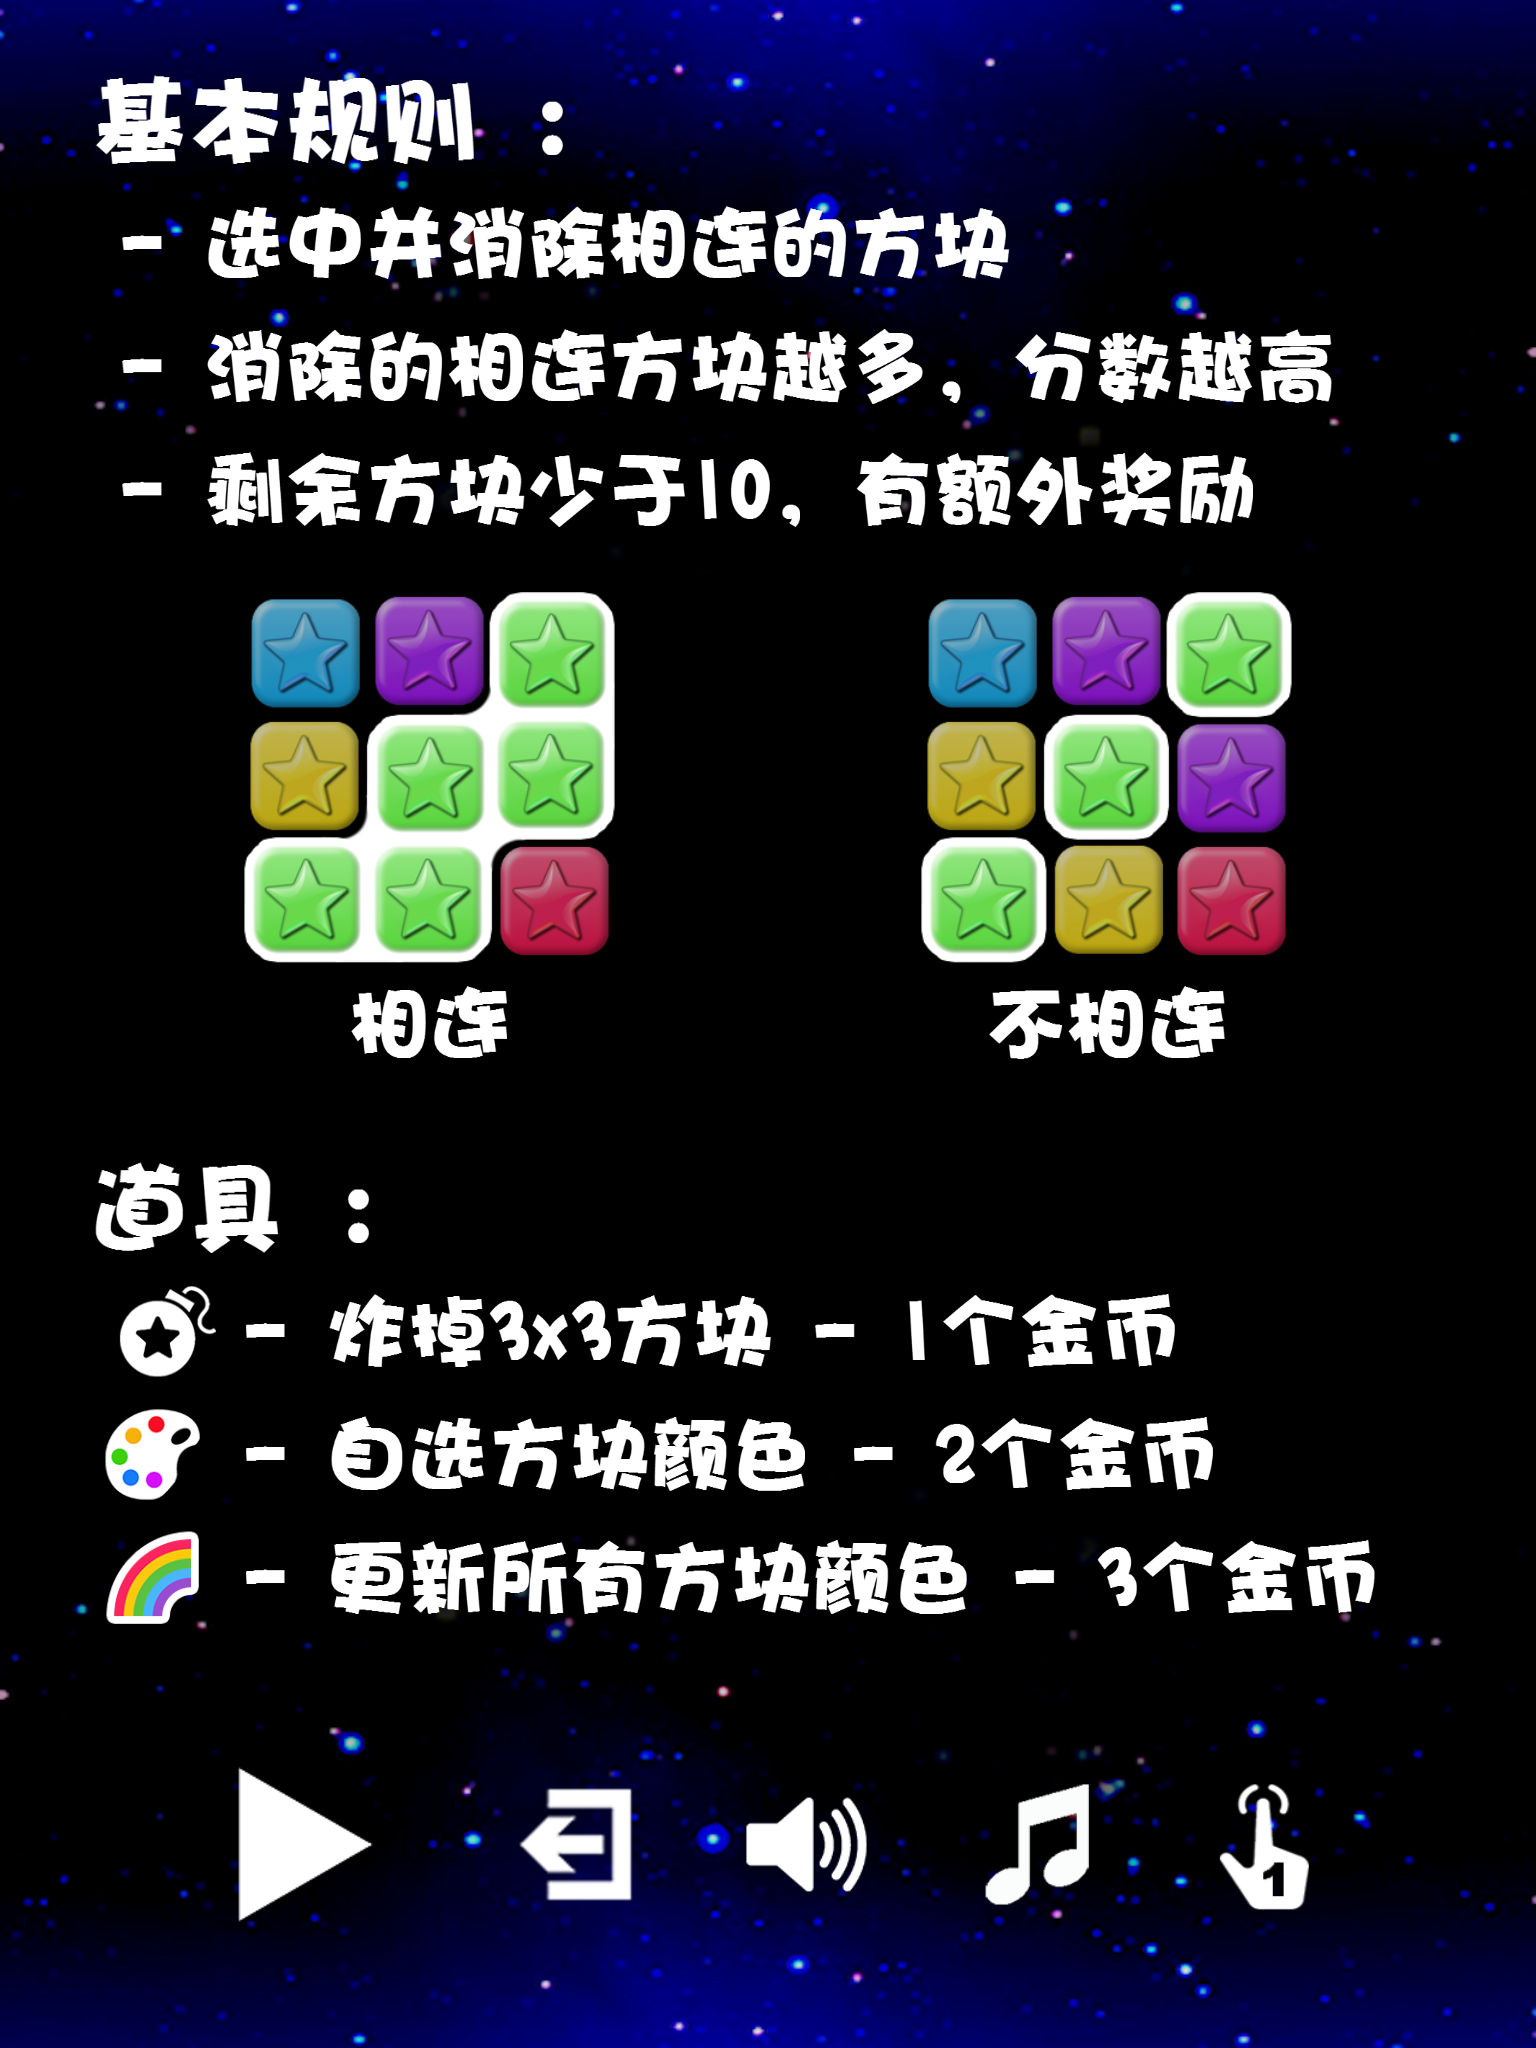 基本规则 :
- 选中并消除相连的方块
- 消除的相连方块越多, 分数越高
- 剩余方块少于10, 有额外奖励
相连 不相连
道具 :
- 炸掉3x3方块 - 1个金币
- 自选方块颜色 - 2个金币
- 更新所有方块颜色 - 3个金币
1